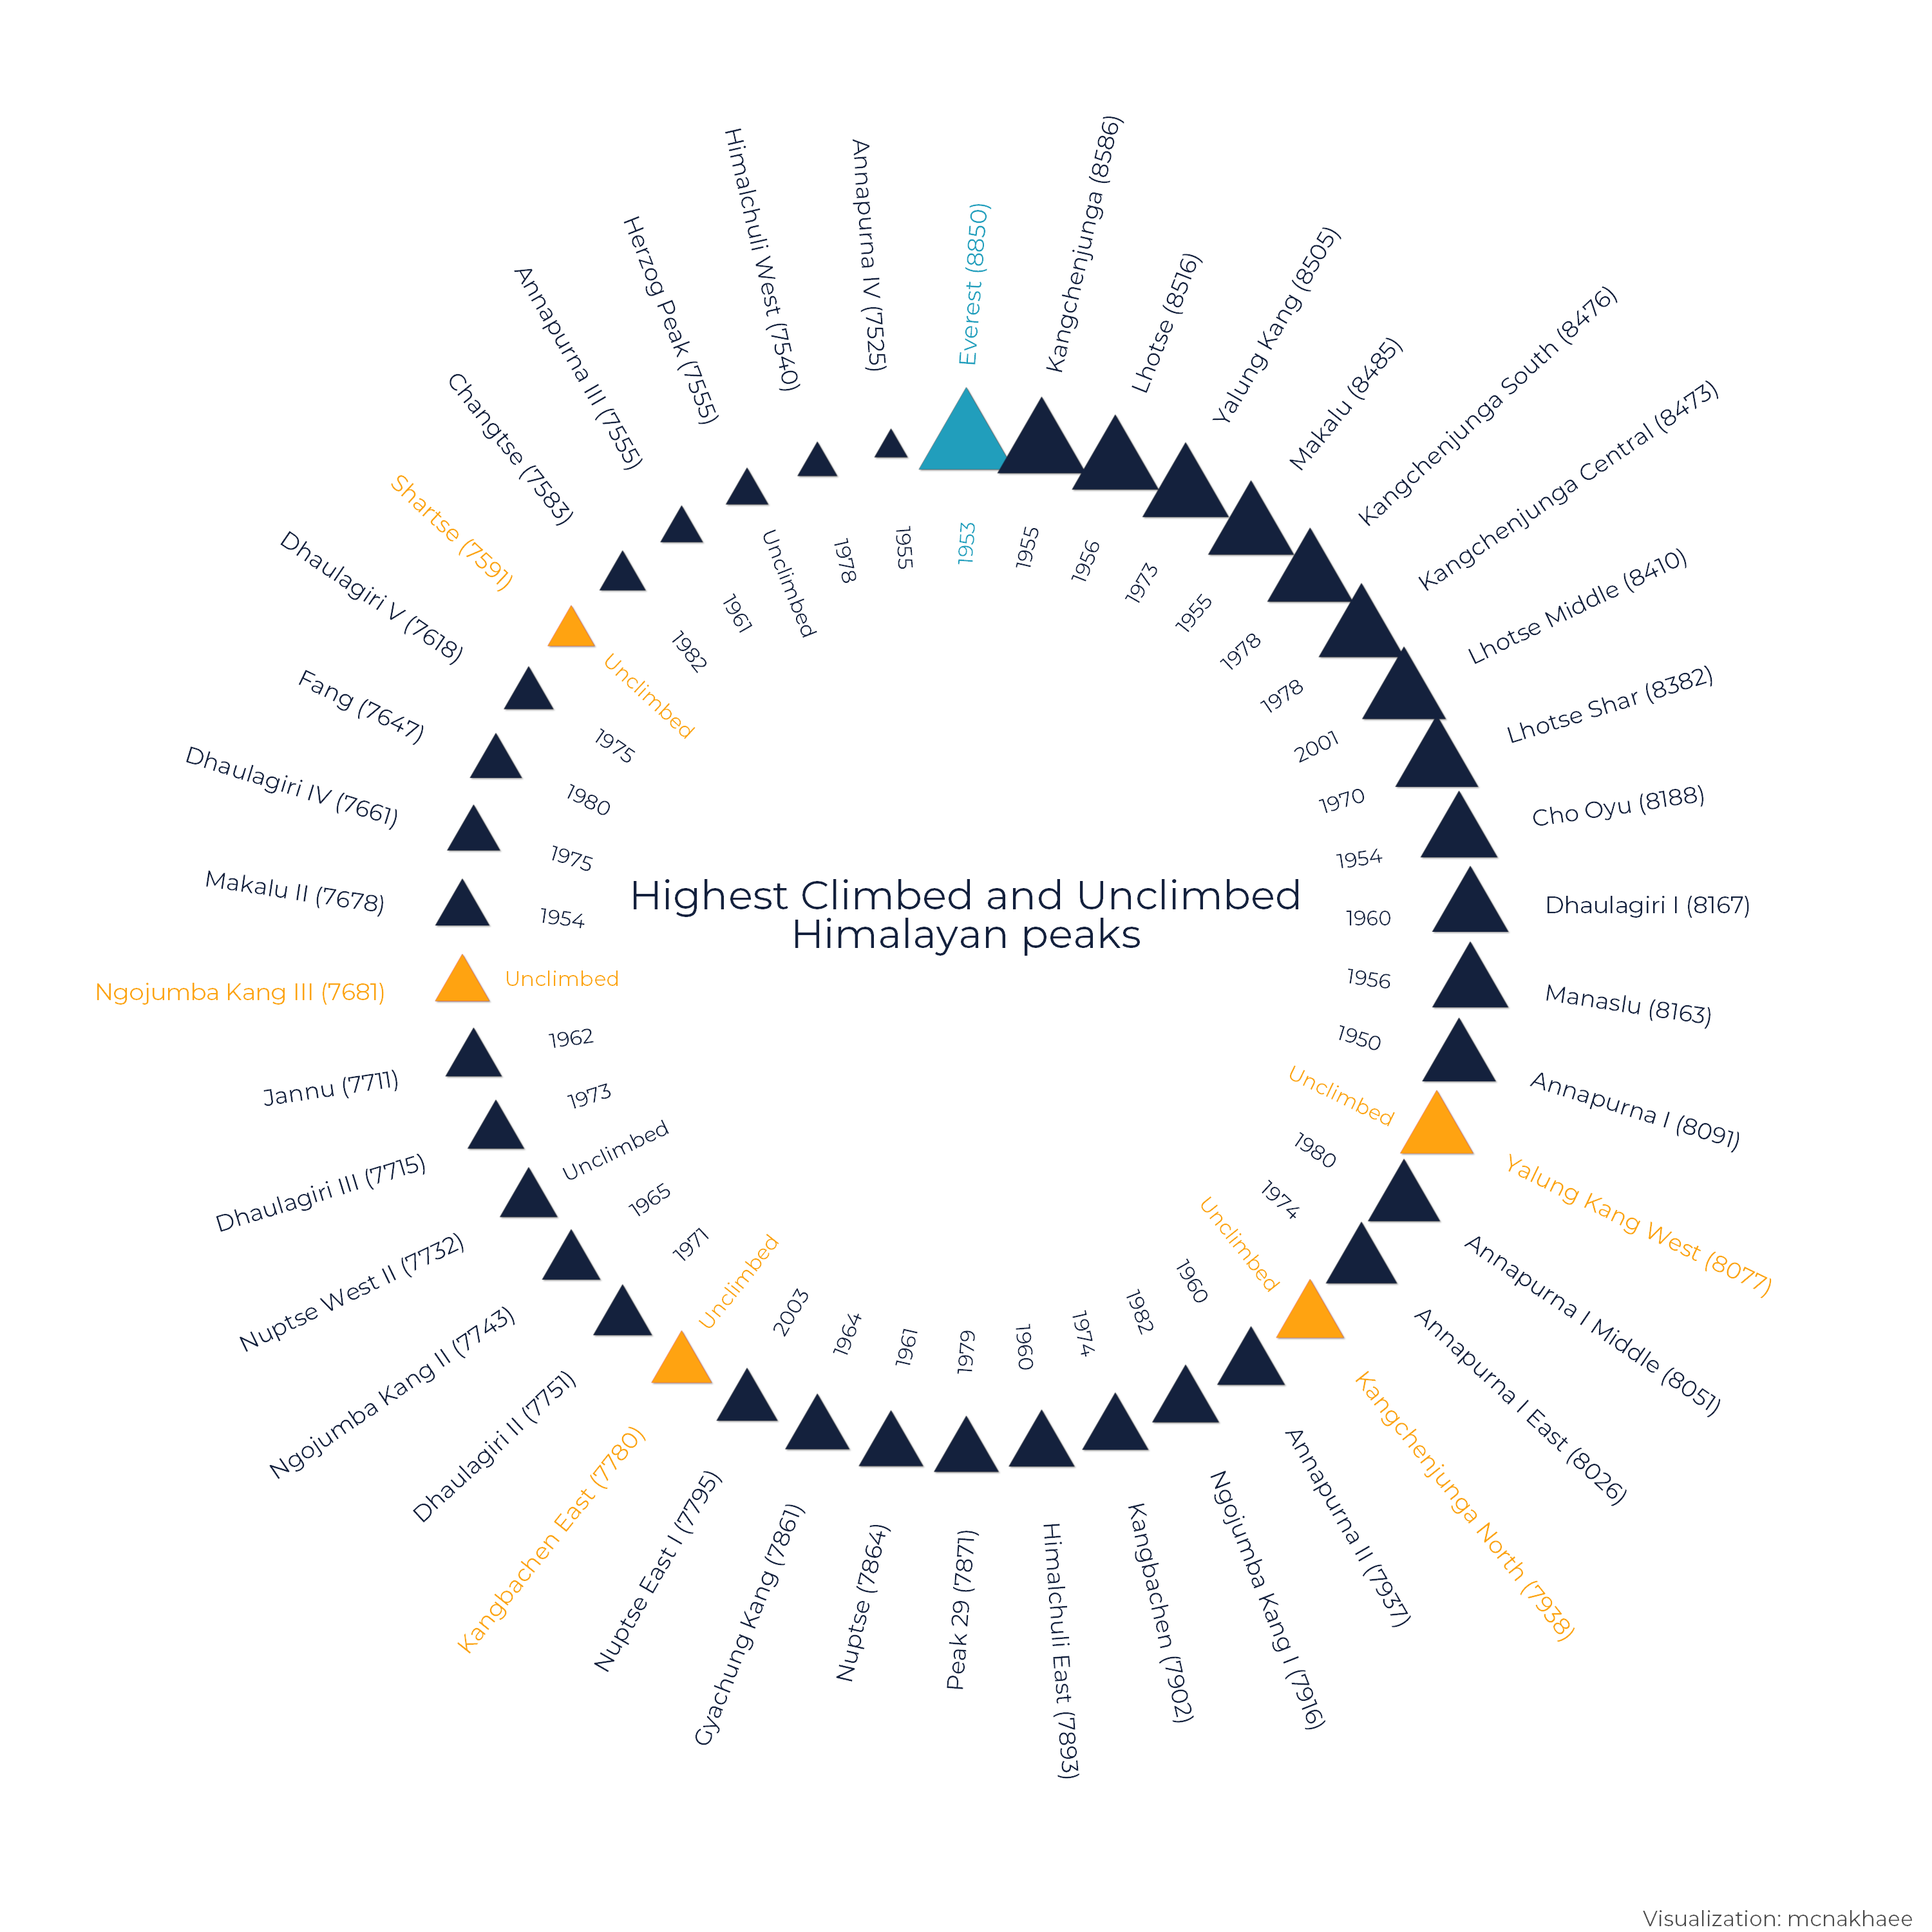 Highest Climbed and Unclimbed
Himalayan peaks
Everest (8850)
1953
Kangchenjunga (8586)
1955
Lhotse (8516)
1956
Yalung Kang (8505)
1973
Makalu (8485)
1955
Kangchenjunga South (8476)
1978
Kangchenjunga Central (8473)
1978
Lhotse Middle (8410)
2001
Lhotse Shar (8382)
1970
Cho Oyu (8188)
1954
Dhaulagiri I (8167)
1960
Manaslu (8163)
1956
Annapurna I (8091)
1950
Yalung Kang West (8077)
Unclimbed
Annapurna I Middle (8051)
1980
Annapurna I East (8026)
1974
Kangchenjunga North (7938)
Unclimbed
Annapurna II (7937)
1960
Ngojumba Kang I (7916)
1982
Kangbachen (7902)
1974
Himalchuli East (7893)
1960
Peak 29 (7871)
1979
Nuptse (7864)
1961
Gyachung Kang (7861)
1964
Nuptse East I (7795)
2003
Kangbachen East (7780)
Unclimbed
Dhaulagiri II (7751)
1971
Ngojumba Kang II (7743)
1965
Nuptse West II (7732)
Unclimbed
Dhaulagiri III (7715)
1973
Jannu (7711)
1962
Ngojumba Kang III (7681)
Unclimbed
Makalu II (7678)
1954
Dhaulagiri IV (7661)
1975
Fang (7647)
1980
Dhaulagiri V (7618)
1975
Shartse (7591)
Unclimbed
Changtse (7583)
1982
Annapurna III (7555)
1961
Herzog Peak (7555)
Unclimbed
Himalchuli West (7540)
1978
Annapurna IV (7525)
1955
Visualization: mcnakhaee